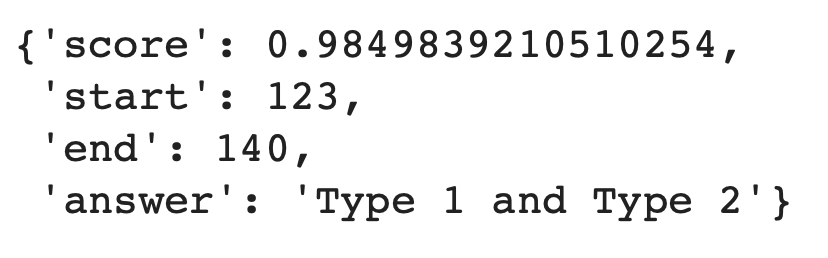 {'score': 0.9849839210510254,
 'start': 123,
 'end': 140,
 'answer': 'Type 1 and Type 2'}